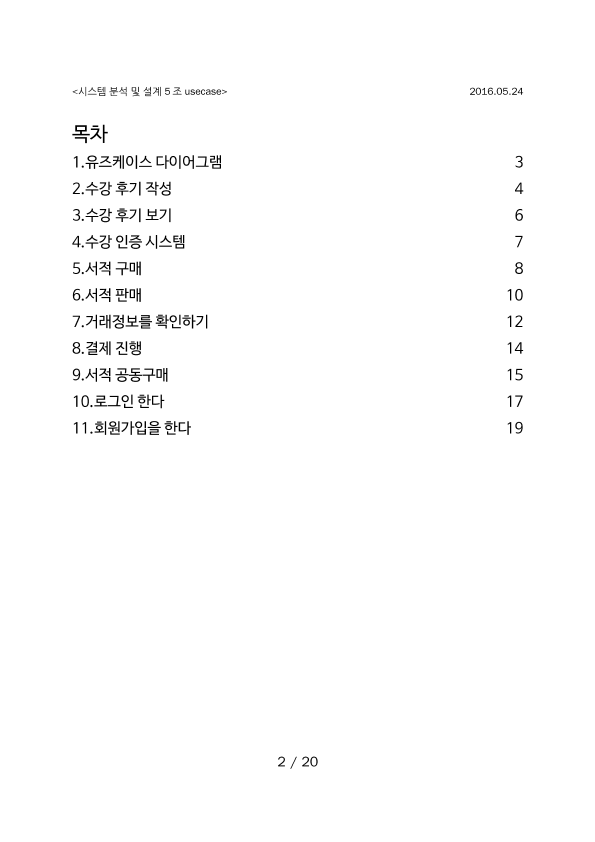 <시스템 분석 및 설계 5 조 usecase> 2016.05.24
목차
1.유즈케이스 다이어그램 3
2.수강 후기 작성 4
3.수강 후기 보기 6
4.수강 인증 시스템 7
5.서적 구매 8
6.서적 판매 10
7.거래정보를 확인하기 12
8.결제 진행 14
9.서적 공동구매 15
10.로그인 한다 17
11.회원가입을 한다 19
2 / 20